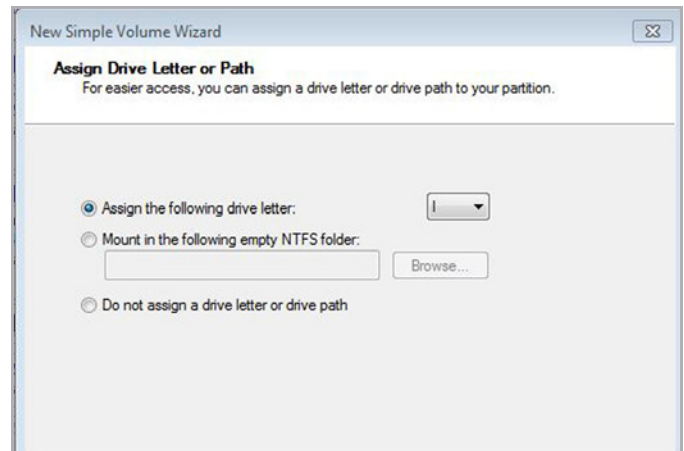 New Simple Volume Wizard
Assign Drive Letter or Path
For easier access, you can assign a drive letter or drive path to your partition.
Assign the following drive letter: I
Mount in the following empty NTFS folder:
Browse...
Do not assign a drive letter or drive path